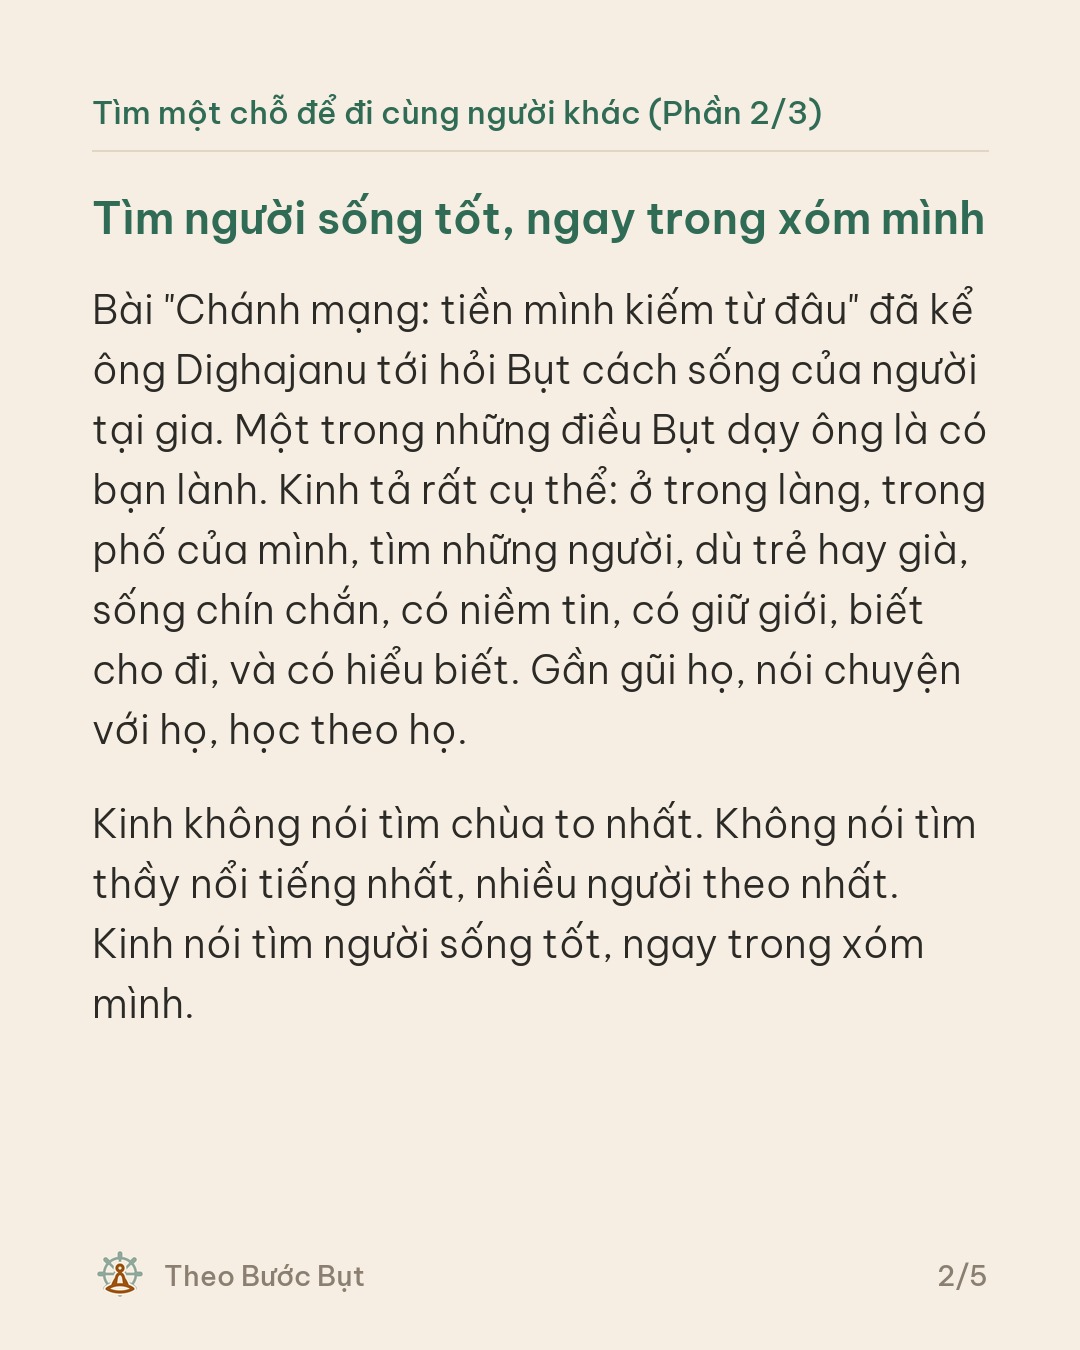 Tìm một chỗ để đi cùng người khác (Phần 2/3)
Tìm người sống tốt, ngay trong xóm mình
Bài "Chánh mạng: tiền mình kiếm từ đâu" đã kể
ông Dighajanu tới hỏi Bụt cách sống của người
tại gia. Một trong những điều Bụt dạy ông là có
bạn lành. Kinh tả rất cụ thể: ở trong làng, trong
phố của mình, tìm những người, dù trẻ hay già,
sống chín chắn, có niềm tin, có giữ giới, biết
cho đi, và có hiểu biết. Gần gũi họ, nói chuyện
với họ, học theo họ.
Kinh không nói tìm chùa to nhất. Không nói tìm
thầy nổi tiếng nhất, nhiều người theo nhất.
Kinh nói tìm người sống tốt, ngay trong xóm
mình.
Theo Bước Bụt
2/5